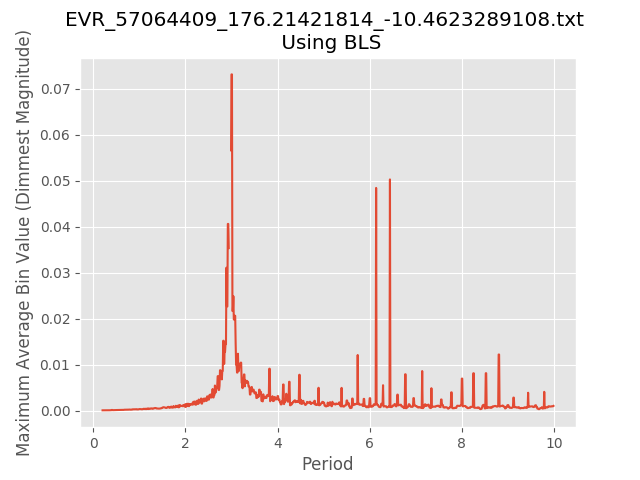 EVR_57064409_176.21421814_-10.4623289108.txt
Using BLS
Maximum Average Bin Value (Dimmest Magnitude)
0.07
0.06
0.05
0.04
0.03
0.02
0.01
0.00
0 2 4 6 8 10
Period